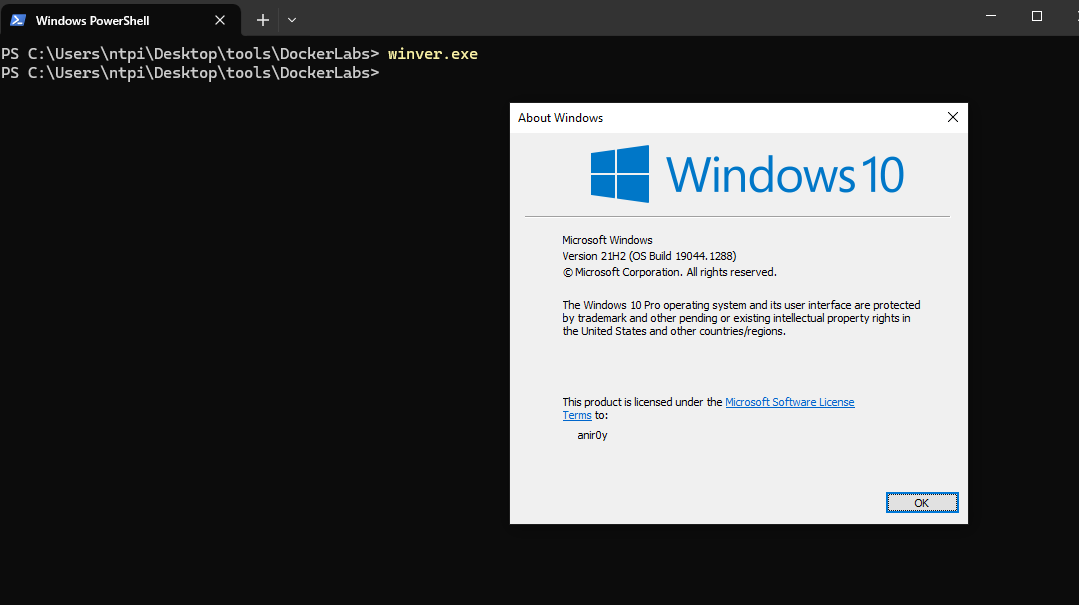 Windows PowerShell
PS C:\Users\ntpi\Desktop\tools\DockerLabs> winver.exe
PS C:\Users\ntpi\Desktop\tools\DockerLabs>
About Windows
Windows 10
Microsoft Windows
Version 21H2 (OS Build 19044.1288)
© Microsoft Corporation. All rights reserved.
The Windows 10 Pro operating system and its user interface are protected
by trademark and other pending or existing intellectual property rights in
the United States and other countries/regions.
This product is licensed under the Microsoft Software License
Terms to:
anir0y
OK